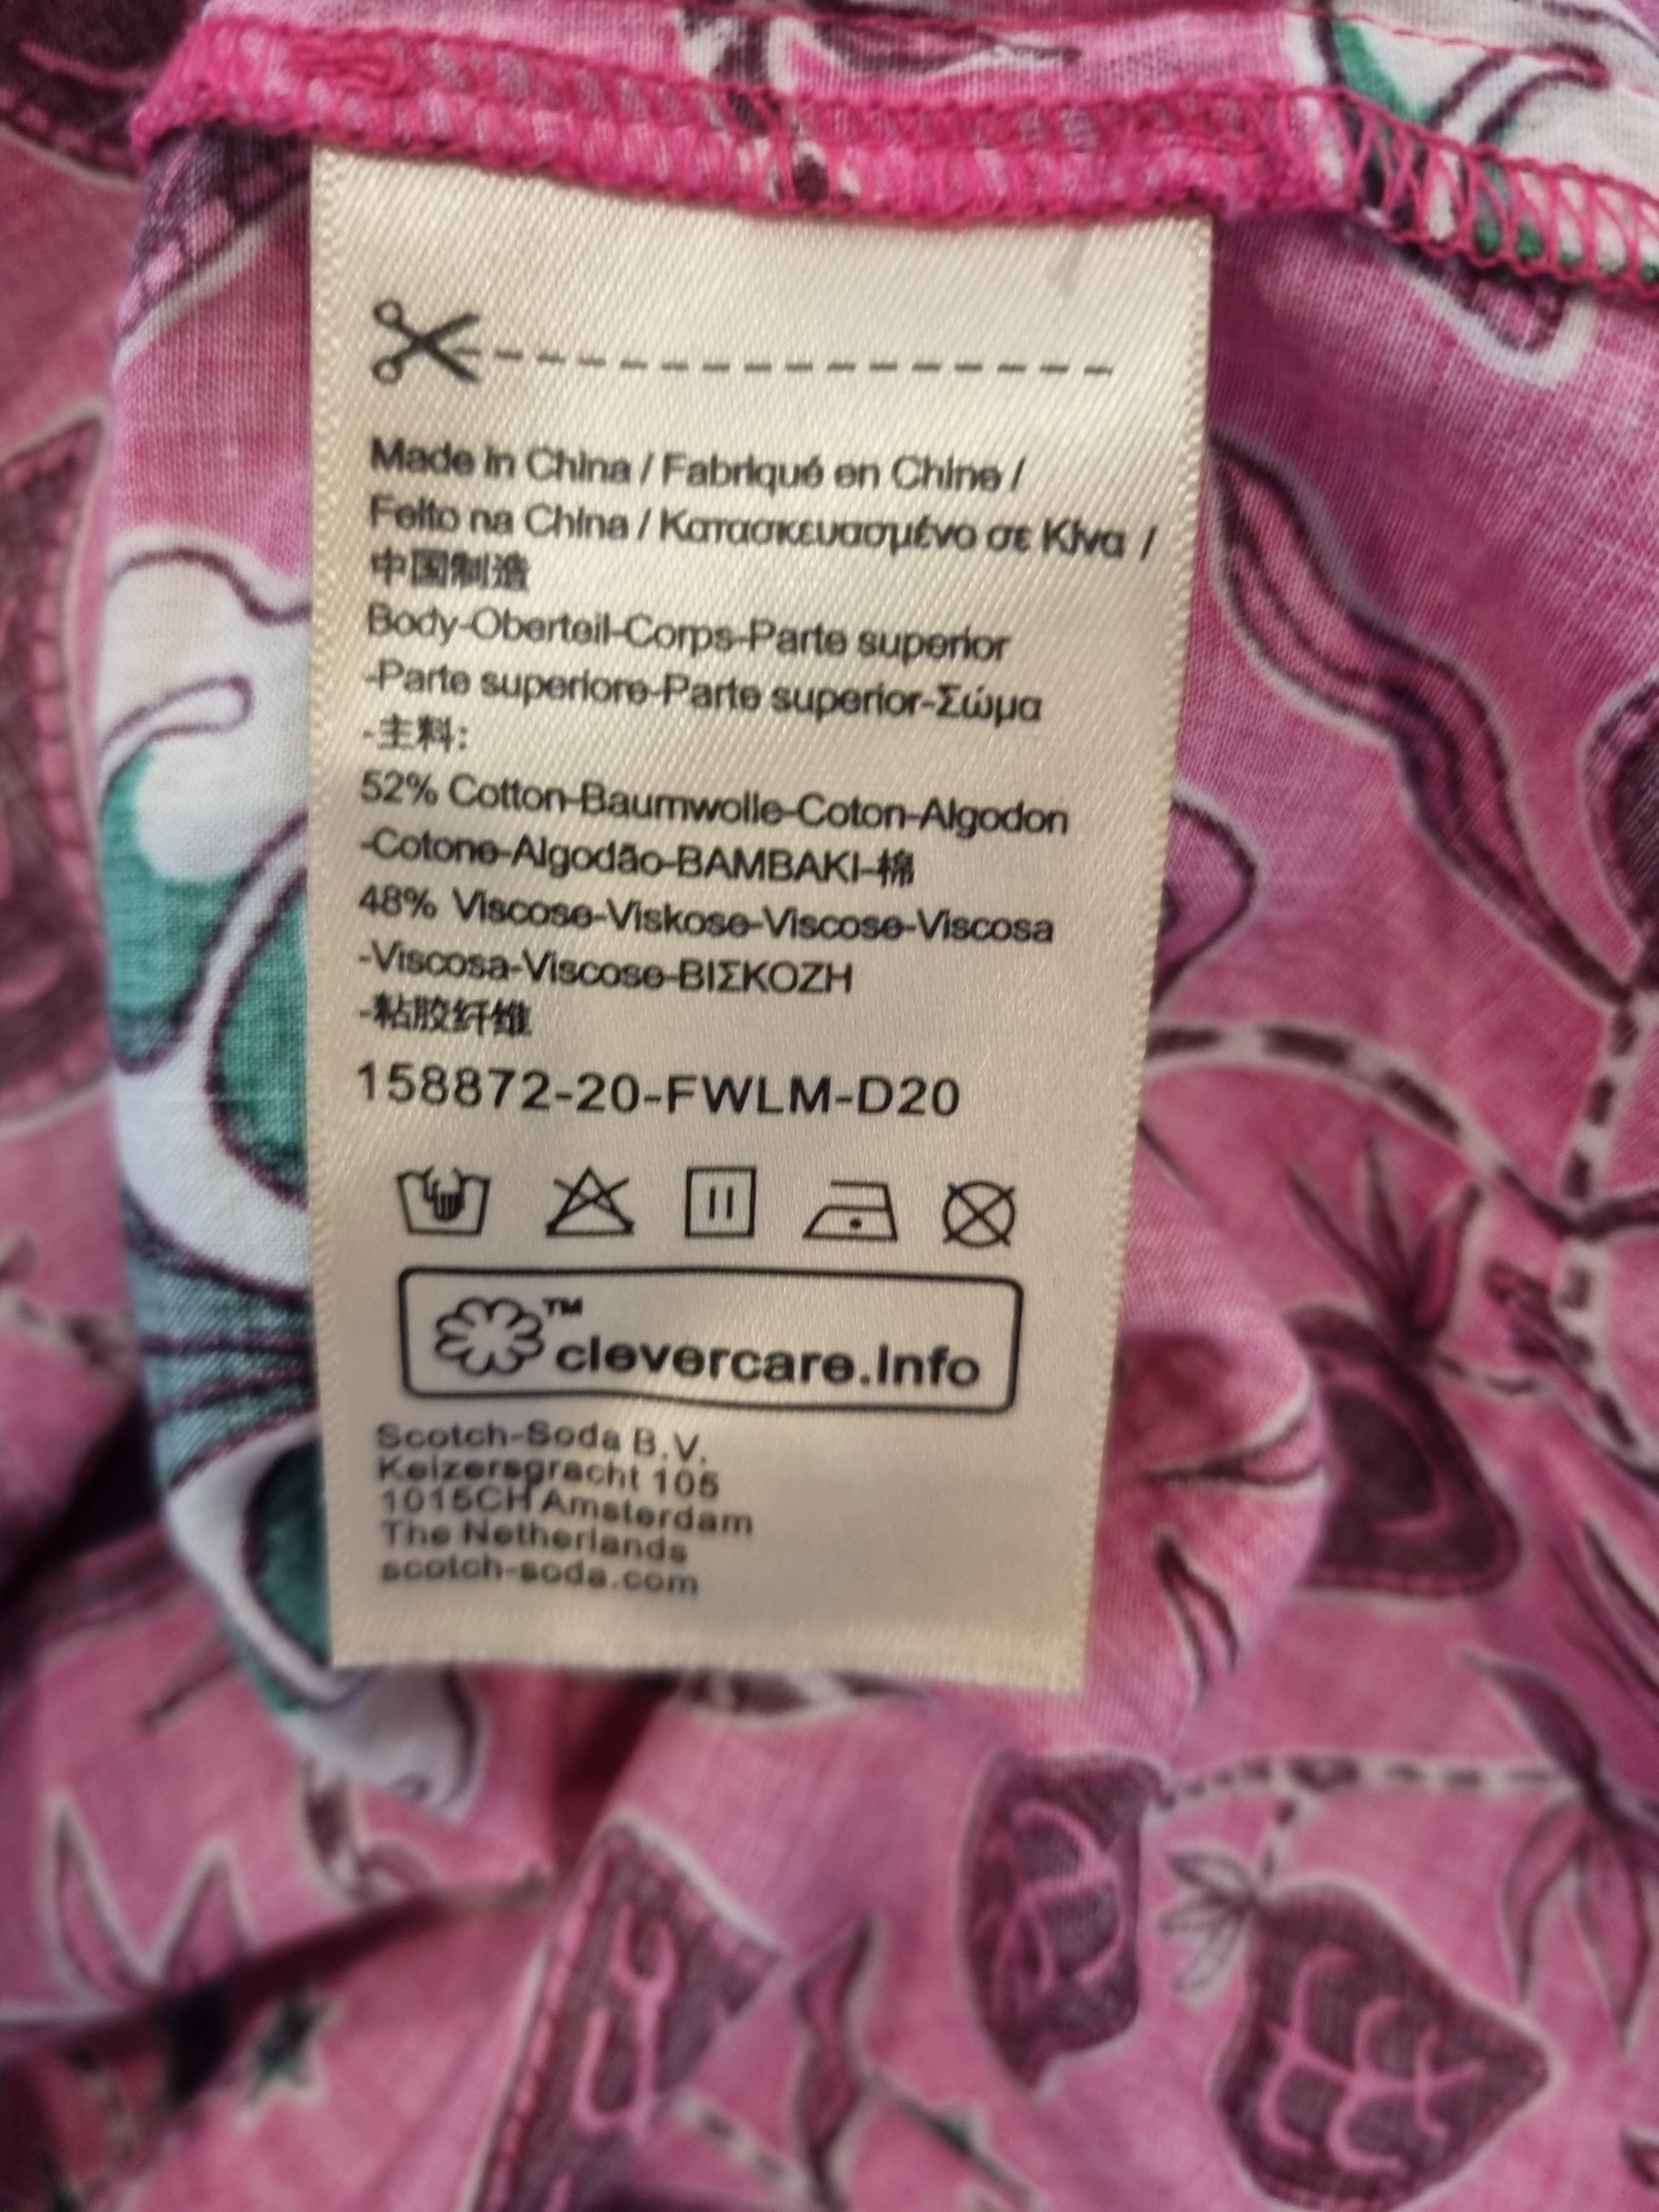 Made in China / Fabriqué en Chine /
Feito na China / Κατασκευασμένο σε Κίνα /
中国制造
Body-Oberteil-Corps-Parte superior
-Parte superiore-Parte superior-Σώμα
-主料:
52% Cotton-Baumwolle-Coton-Algodon
-Cotone-Algodão-BAMBAKI-棉
48% Viscose-Viskose-Viscose-Viscosa
-Viscosa-Viscose-ΒΙΣΚΟΖΗ
-粘胶纤维
158872-20-FWLM-D20
™ clevercare.info
Scotch-Soda B.V.
Keizersgracht 105
1015CH Amsterdam
The Netherlands
scotch-soda.com